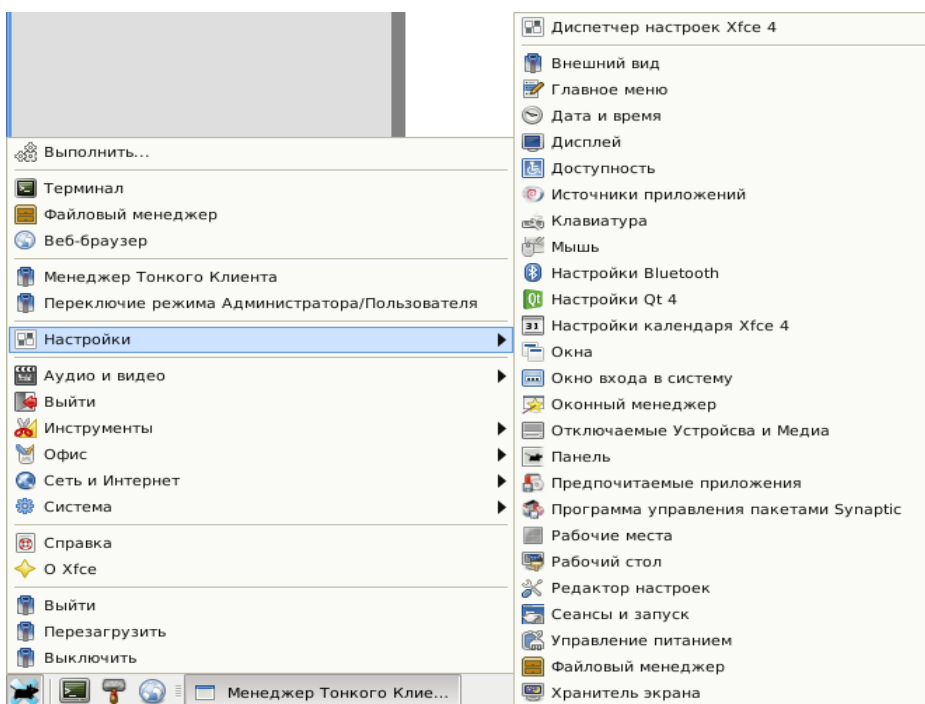 Выполнить...
Терминал
Файловый менеджер
Веб-браузер
Менеджер Тонкого Клиента
Переключие режима Администратора/Пользователя
Настройки
Аудио и видео
Выйти
Инструменты
Офис
Сеть и Интернет
Система
Справка
О Xfce
Выйти
Перезагрузить
Выключить
Менеджер Тонкого Клие...
Диспетчер настроек Xfce 4
Внешний вид
Главное меню
Дата и время
Дисплей
Доступность
Источники приложений
Клавиатура
Мышь
Настройки Bluetooth
Qt Настройки Qt 4
31 Настройки календаря Xfce 4
Окна
Окно входа в систему
Оконный менеджер
Отключаемые Устройсва и Медиа
Панель
Предпочитаемые приложения
Программа управления пакетами Synaptic
Рабочие места
Рабочий стол
Редактор настроек
Сеансы и запуск
Управление питанием
Файловый менеджер
Хранитель экрана